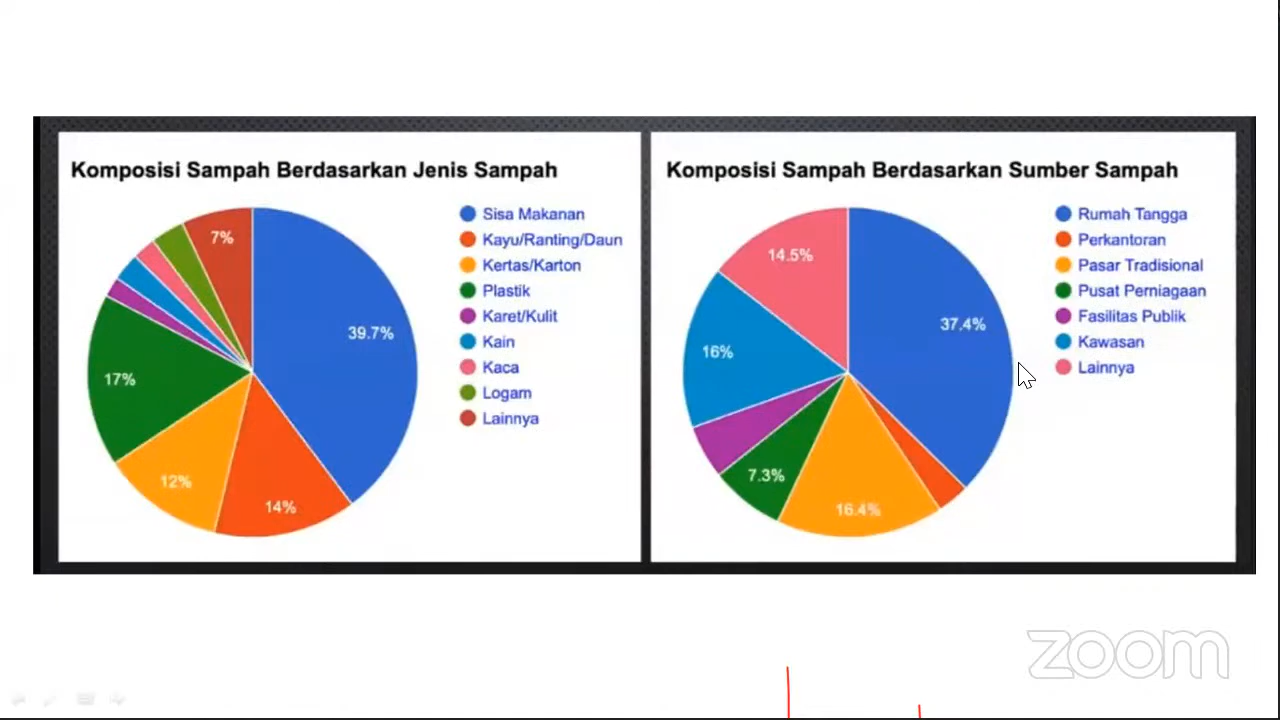 Komposisi Sampah Berdasarkan Jenis Sampah
7%
39.7%
17%
12%
14%
Sisa Makanan
Kayu/Ranting/Daun
Kertas/Karton
Plastik
Karet/Kulit
Kain
Kaca
Logam
Lainnya
Komposisi Sampah Berdasarkan Sumber Sampah
14.5%
37.4%
16%
7.3%
16.4%
Rumah Tangga
Perkantoran
Pasar Tradisional
Pusat Perniagaan
Fasilitas Publik
Kawasan
Lainnya
zoom